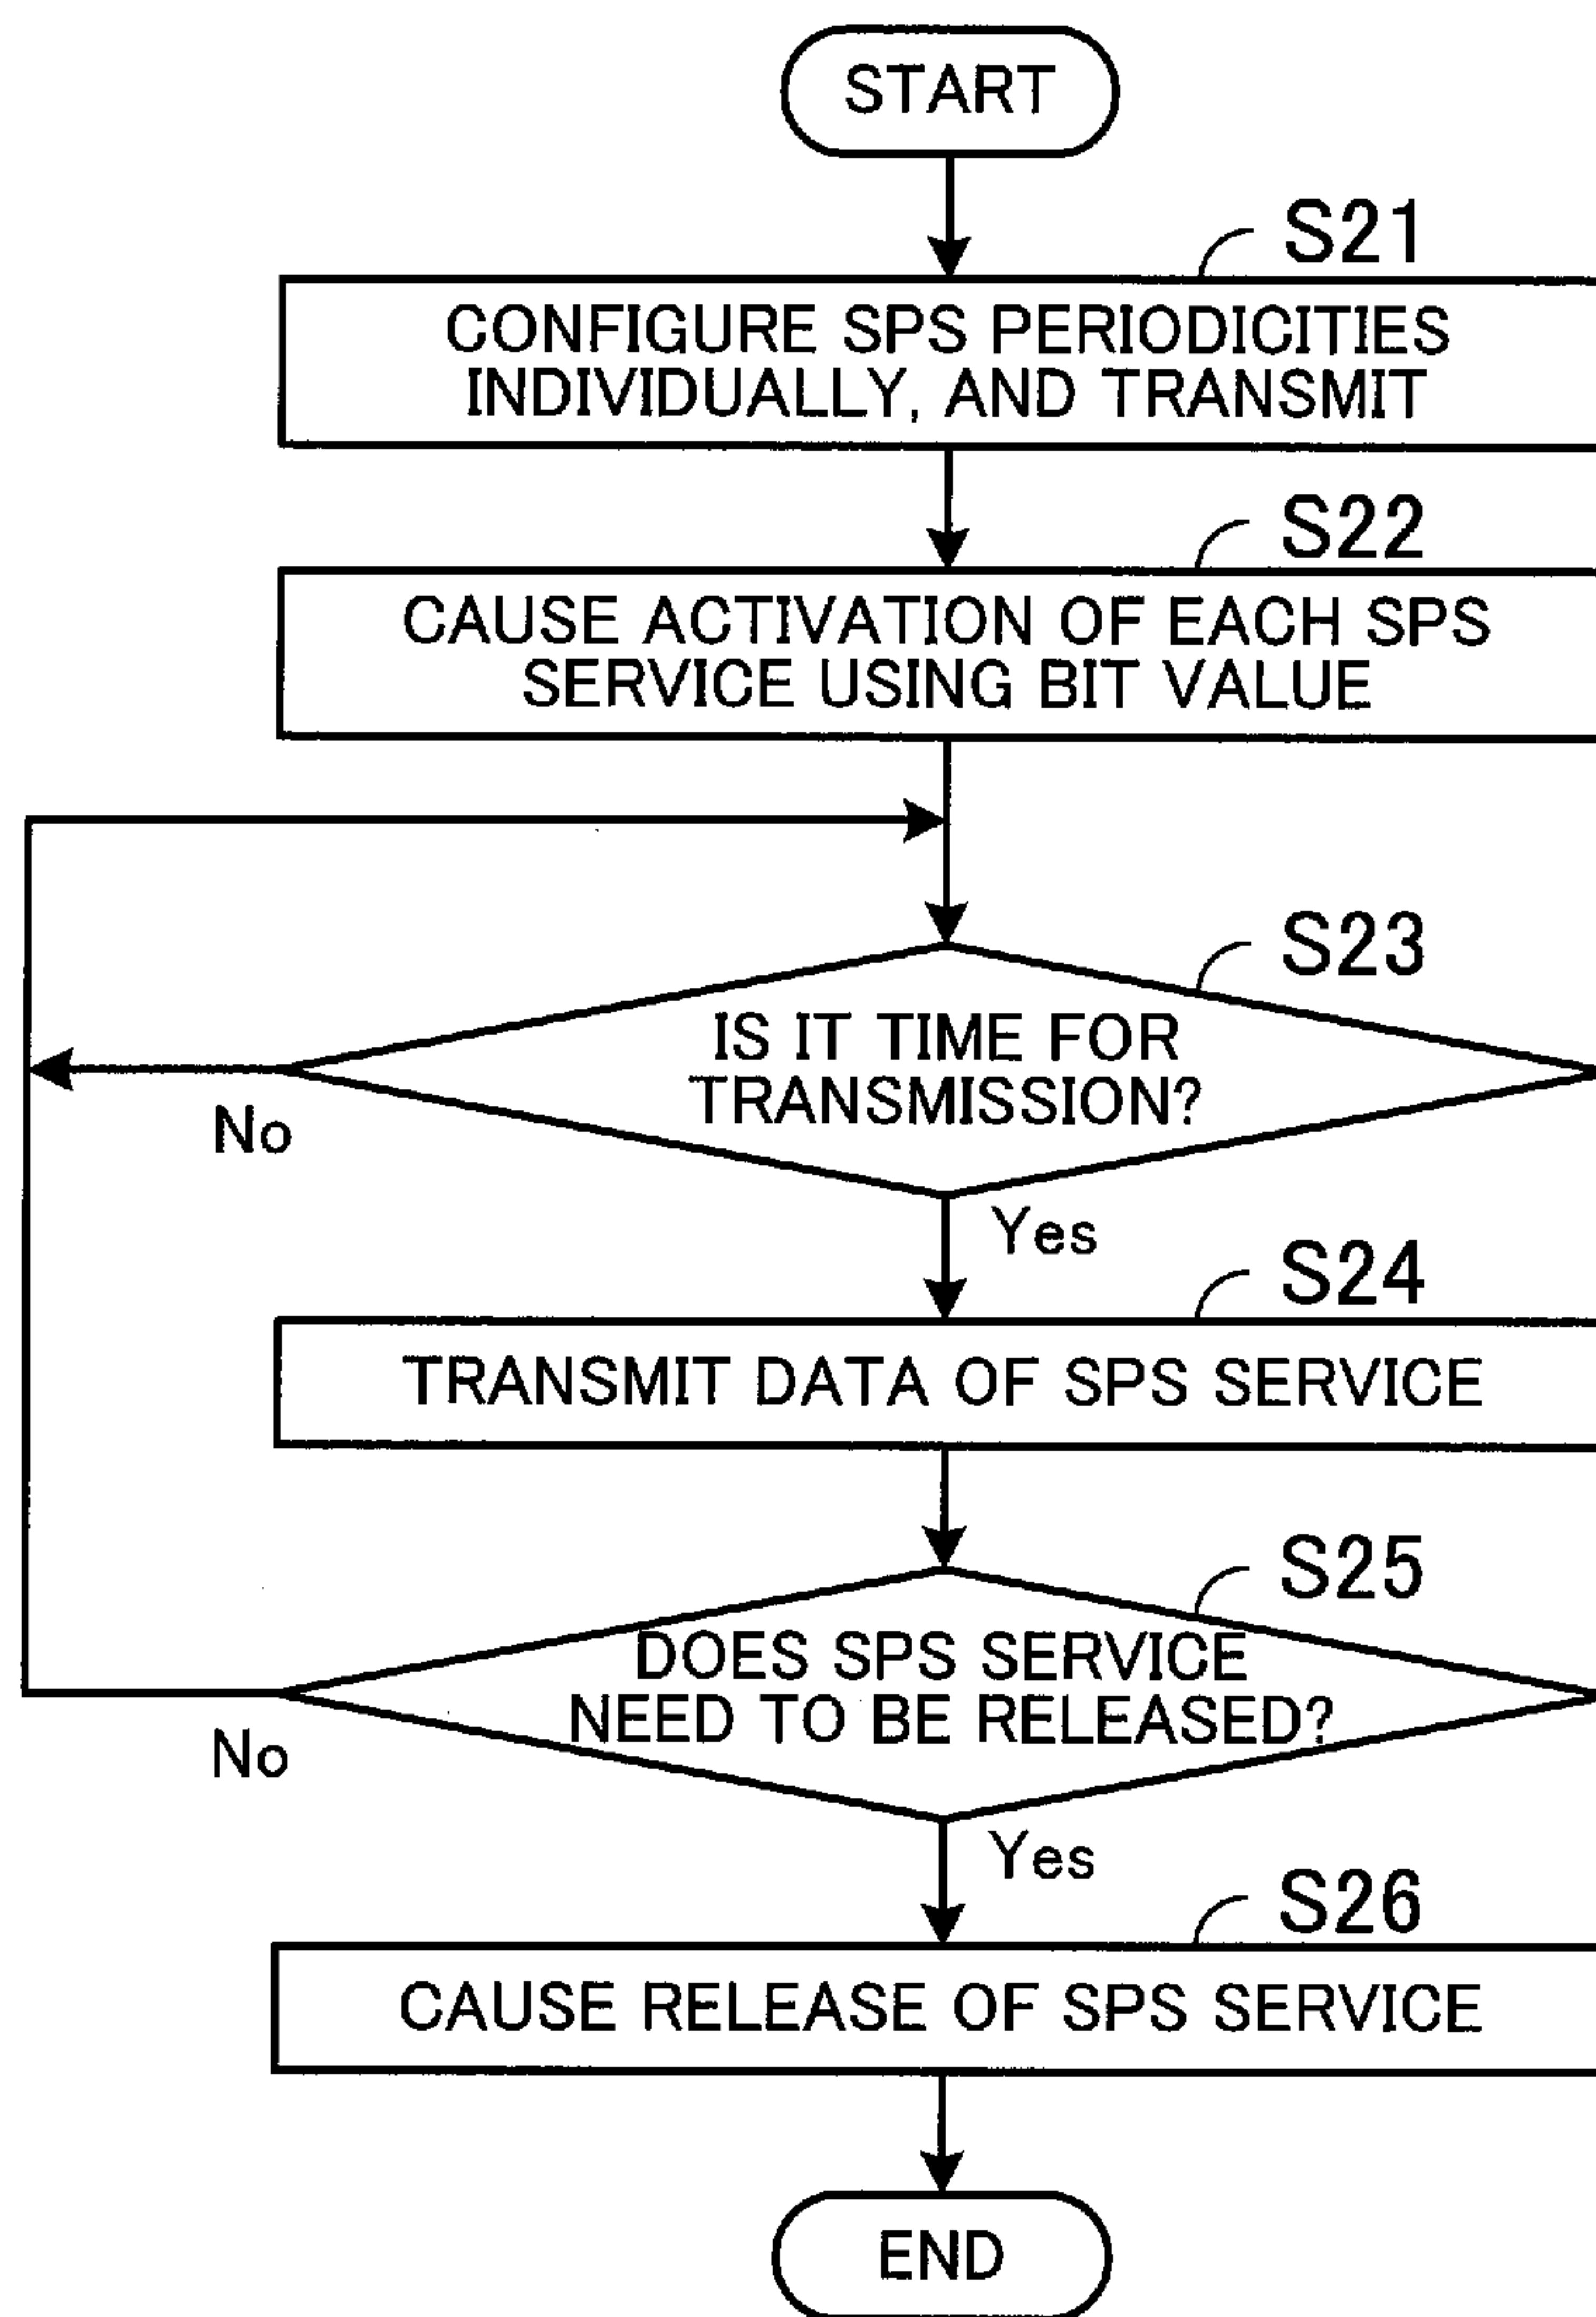 START
S21
CONFIGURE SPS PERIODICITIES
INDIVIDUALLY, AND TRANSMIT
S22
CAUSE ACTIVATION OF EACH SPS
SERVICE USING BIT VALUE
S23
IS IT TIME FOR
TRANSMISSION?
No
Yes
S24
TRANSMIT DATA OF SPS SERVICE
S25
DOES SPS SERVICE
NEED TO BE RELEASED?
No
Yes
S26
CAUSE RELEASE OF SPS SERVICE
END